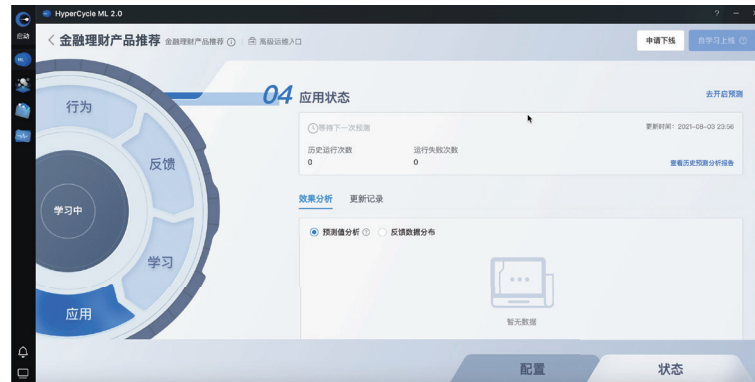 HyperCycle ML 2.0
启动
金融理财产品推荐 金融理财产品推荐 高级运维入口
申请下线
自学习上线
行为
反馈
学习中
学习
应用
04 应用状态
去开启预测
等待下一次预测
更新时间：2021-08-03 23:56
历史运行次数 运行失败次数
0 0
查看历史预测分析报告
效果分析 更新记录
预测值分析 反馈数据分布
暂无数据
配置 状态